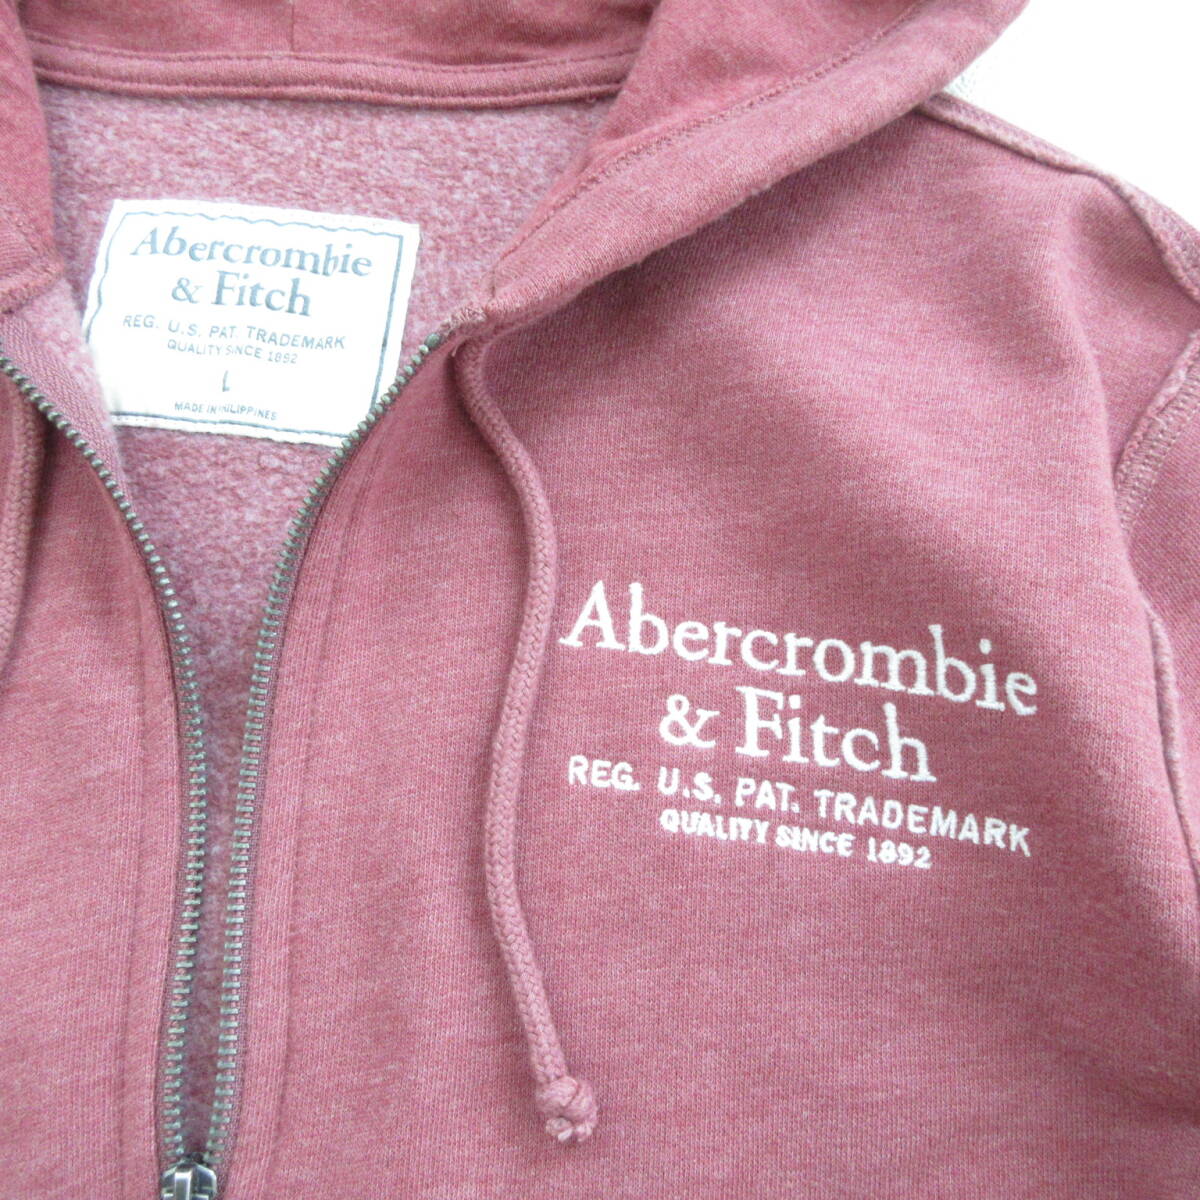 Abercrombie
& Fitch
REG. U.S. PAT. TRADEMARK
QUALITY SINCE 1892
L
MADE IN PHILIPPINES
Abercrombie
& Fitch
REG. U.S. PAT. TRADEMARK
QUALITY SINCE 1892